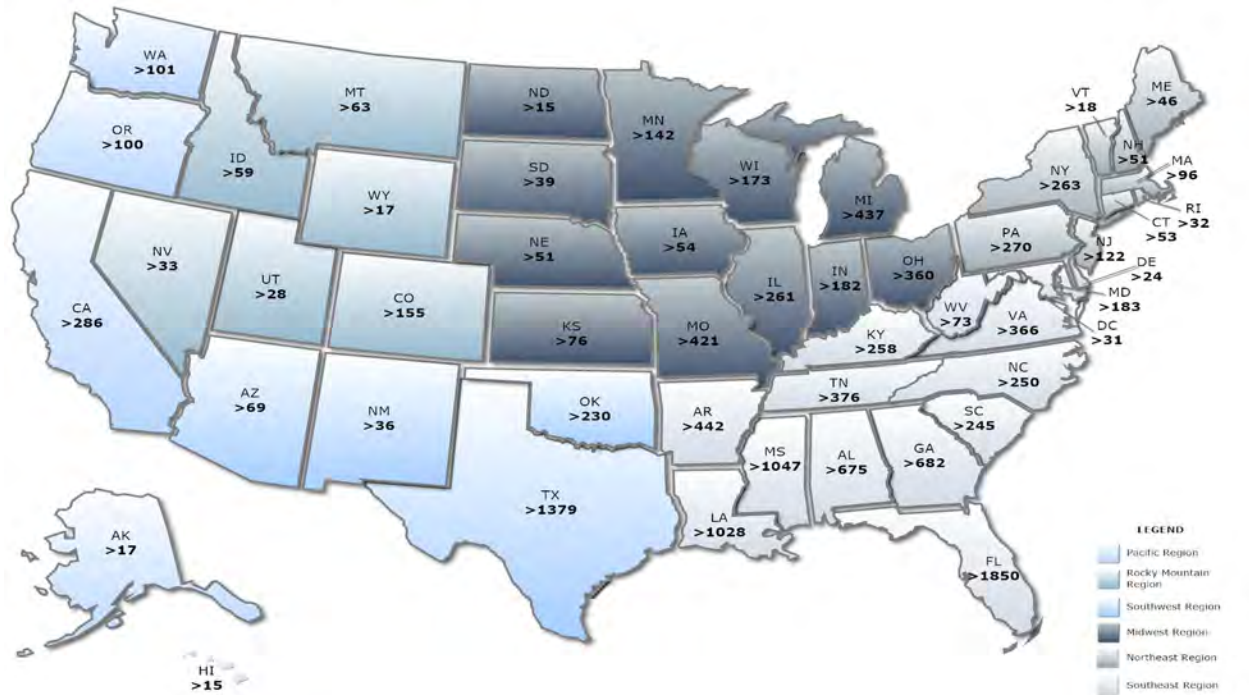 WA
>101
OR
>100
ID
>59
MT
>63
WY
>17
NV
>33
UT
>28
CO
>155
CA
>286
AZ
>69
NM
>36
ND
>15
SD
>39
NE
>51
KS
>76
OK
>230
TX
>1379
MN
>142
IA
>54
MO
>421
AR
>442
LA
>1028
WI
>173
MI
>437
IL
>261
IN
>182
OH
>360
KY
>258
TN
>376
MS
>1047
AL
>675
GA
>682
FL
>1850
SC
>245
NC
>250
VA
>366
WV
>73
PA
>270
NY
>263
VT
>18
NH
>51
ME
>46
MA
>96
RI
>32
CT
>53
NJ
>122
DE
>24
MD
>183
DC
>31
AK
>17
HI
>15
LEGEND
Pacific Region
Rocky Mountain
Region
Southwest Region
Midwest Region
Northeast Region
Southeast Region